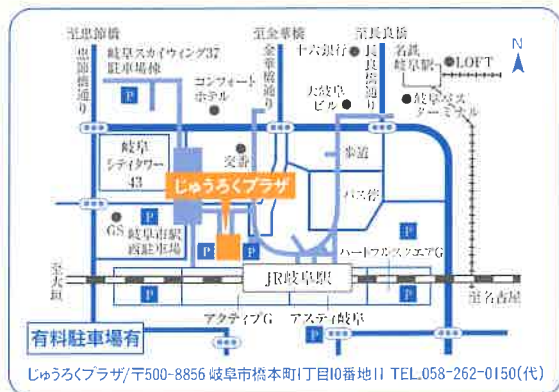 至忠節橋
至金華橋
至長良橋
忠節橋通り
岐阜スカイウイング37
駐車場棟
金華橋通り
十六銀行
長良橋通り
名鉄
岐阜駅
LOFT
N
P
コンフォート
ホテル
大岐阜
ビル
岐阜バス
ターミナル
岐阜
シティタワー
43
交番
歩道
じゅうろくプラザ
バス停
GS
P
岐阜市駅
西駐車場
P
P
P
ハートフルスクエアG
至大垣
P
JR岐阜駅
P
至名古屋
アクティブG
アスティ岐阜
P
有料駐車場有
じゅうろくプラザ/〒500-8856 岐阜市橋本町1丁目10番地11 TEL.058-262-0150(代)